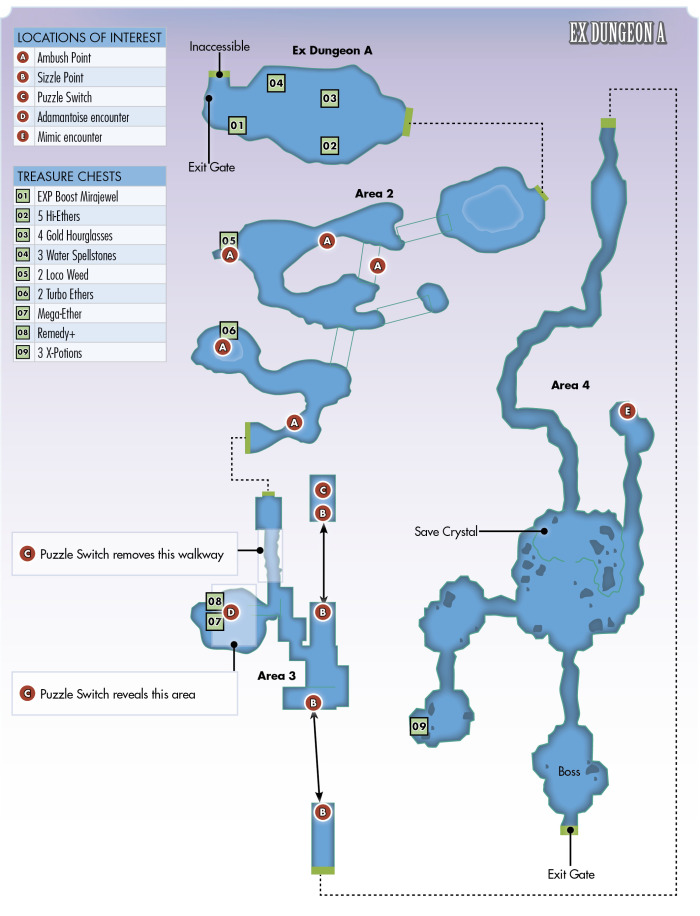 EX DUNGEON A
LOCATIONS OF INTEREST
A Ambush Point
B Sizzle Point
C Puzzle Switch
D Adamantoise encounter
E Mimic encounter
TREASURE CHESTS
01 EXP Boost Mirajewel
02 5 Hi-Ethers
03 4 Gold Hourglasses
04 3 Water Spellstones
05 2 Loco Weed
06 2 Turbo Ethers
07 Mega-Ether
08 Remedy+
09 3 X-Potions
Inaccessible
Ex Dungeon A
04
03
01
02
Exit Gate
Area 2
05
A
A
A
06
A
A
Area 4
E
C
B
Save Crystal
C Puzzle Switch removes this walkway
08
D
07
B
Area 3
C Puzzle Switch reveals this area
B
09
Boss
B
Exit Gate